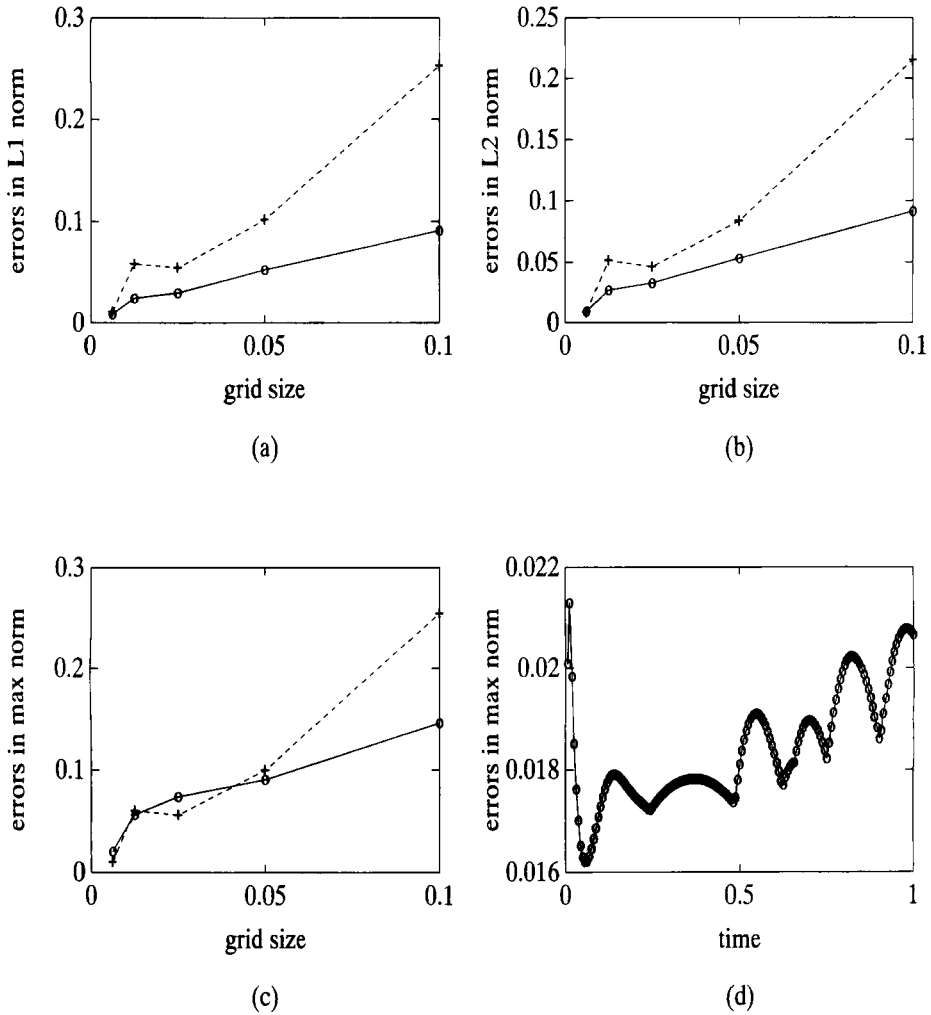 0.3
0.2
0.1
0
0
0.05
0.1
errors in L1 norm
grid size
(a)
0.25
0.2
0.15
0.1
0.05
0
0
0.05
0.1
errors in L2 norm
grid size
(b)
0.3
0.2
0.1
0
0
0.05
0.1
errors in max norm
grid size
(c)
0.022
0.02
0.018
0.016
0
0.5
1
errors in max norm
time
(d)